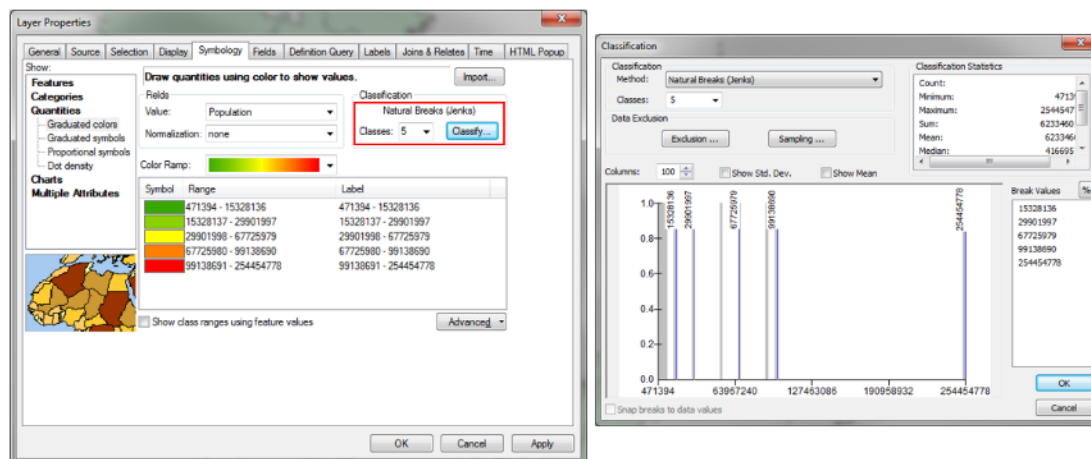 Layer Properties
General Source Selection Display Symbology Fields Definition Query Labels Joins & Relates Time HTML Popup
Show:
Features
Categories
Quantities
Graduated colors
Graduated symbols
Proportional symbols
Dot density
Charts
Multiple Attributes
Draw quantities using color to show values.
Import...
Fields
Value: Population
Normalization: none
Classification
Natural Breaks (Jenks)
Classes: 5 Classify...
Color Ramp:
Symbol Range Label
471394 - 15328136 471394 - 15328136
15328137 - 29901997 15328137 - 29901997
29901998 - 67725979 29901998 - 67725979
67725980 - 99138690 67725980 - 99138690
99138691 - 254454778 99138691 - 254454778
Show class ranges using feature values
Advanced
OK Cancel Apply
Classification
Classification
Method: Natural Breaks (Jenks)
Classes: 5
Data Exclusion
Exclusion ... Sampling ...
Classification Statistics
Count:
Minimum: 4713
Maximum: 2544547
Sum: 6233460
Mean: 623346
Median: 416695
Columns: 100 Show Std. Dev. Show Mean
Break Values %
15328136
29901997
67725979
99138690
254454778
15328136 29901997 67725979 99138690 254454778
1.0
0.8
0.6
0.4
0.2
0.0
471394 63967240 127463086 190958932 254454778
Snap breaks to data values
OK
Cancel